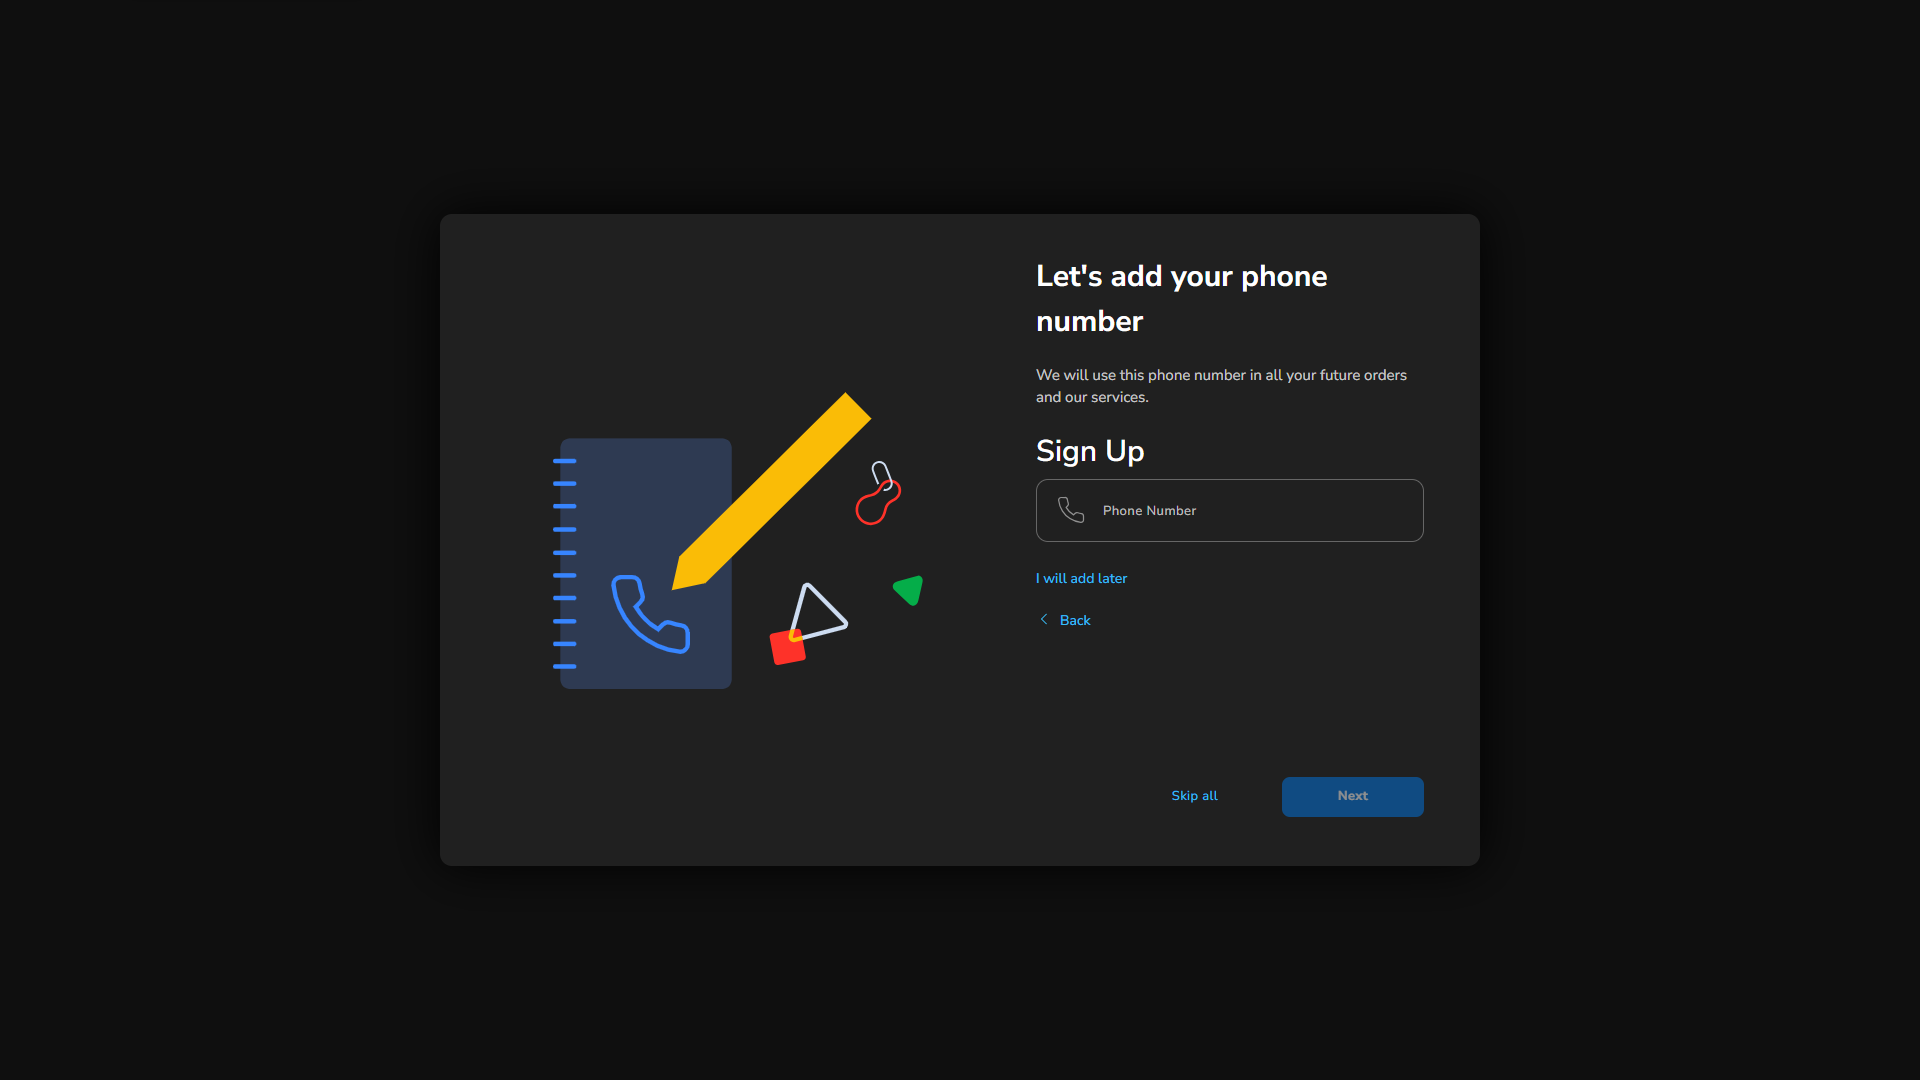 Let's add your phone
number
We will use this phone number in all your future orders
and our services.
Sign Up
Phone Number
I will add later
Back
Skip all
Next